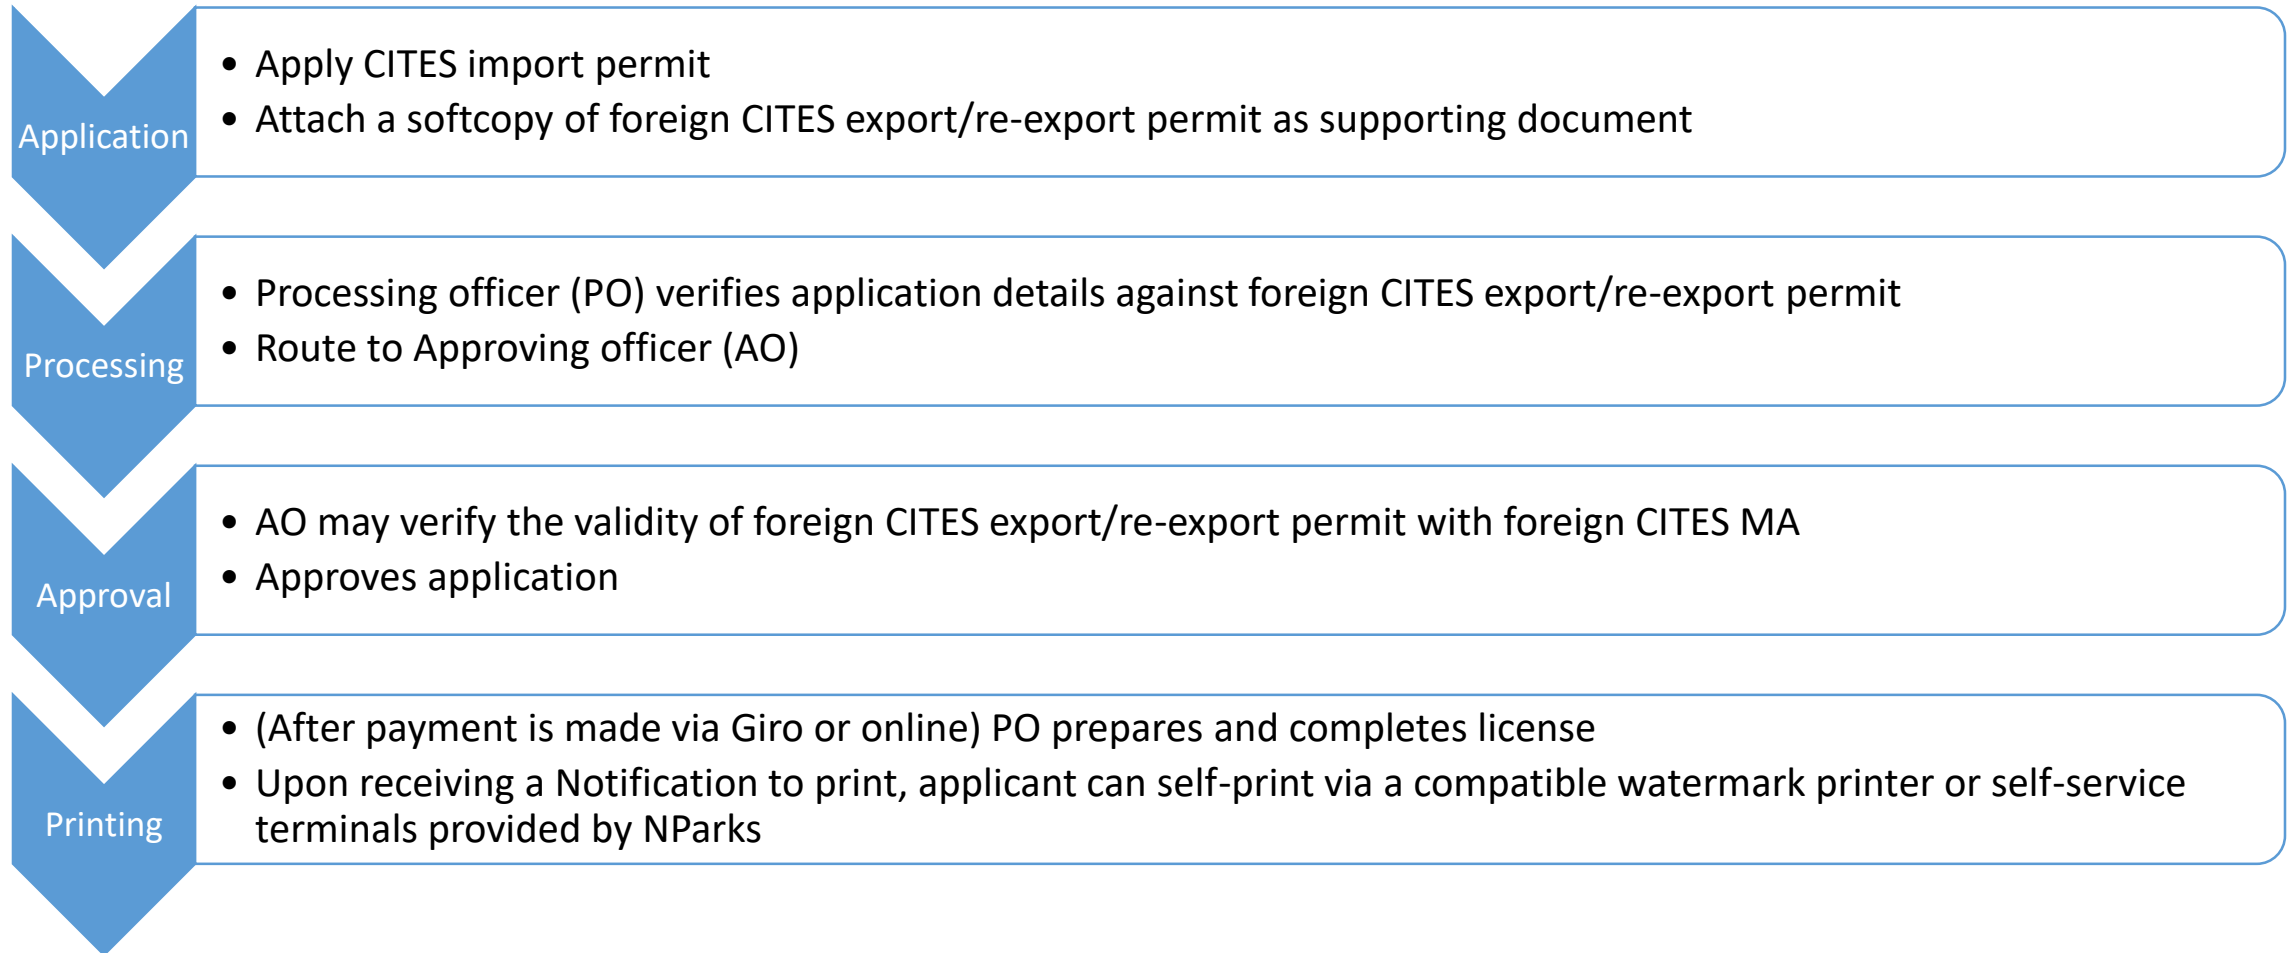 Application
• Apply CITES import permit
• Attach a softcopy of foreign CITES export/re-export permit as supporting document
Processing
• Processing officer (PO) verifies application details against foreign CITES export/re-export permit
• Route to Approving officer (AO)
Approval
• AO may verify the validity of foreign CITES export/re-export permit with foreign CITES MA
• Approves application
Printing
• (After payment is made via Giro or online) PO prepares and completes license
• Upon receiving a Notification to print, applicant can self-print via a compatible watermark printer or self-service
terminals provided by NParks